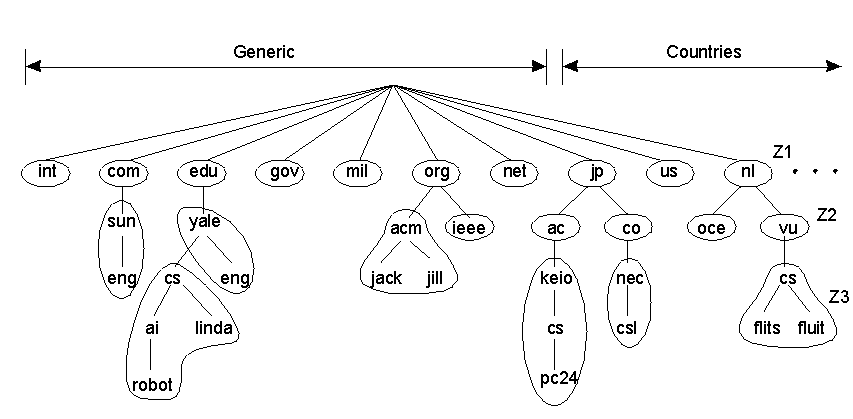 Generic Countries
Z1
int com edu gov mil org net jp us nl . . .
sun yale acm ieee ac co oce vu Z2
eng cs eng jack jill keio nec cs
Z3
ai linda cs csl flits fluit
robot pc24